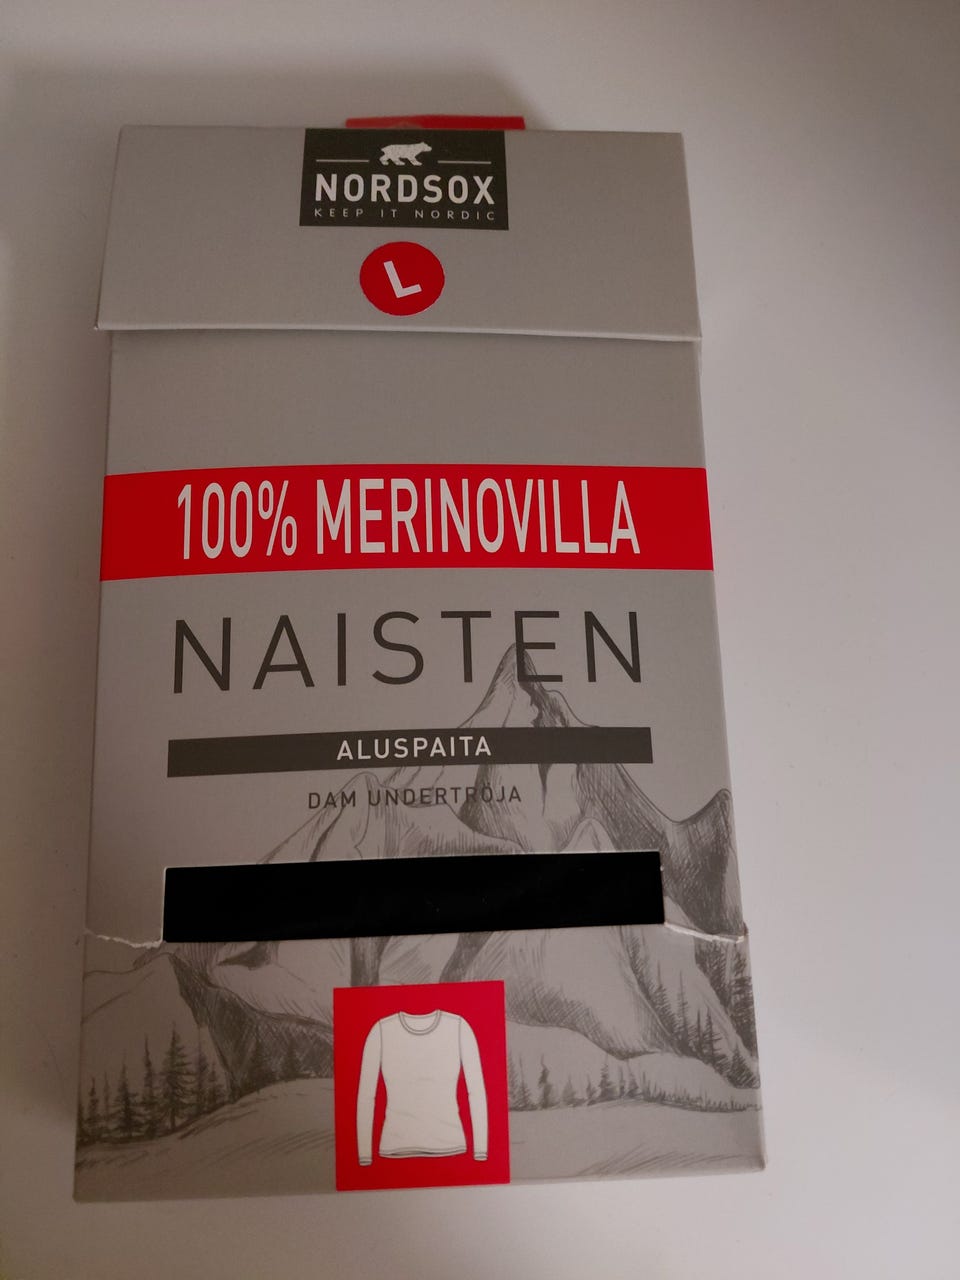 NORDSOX
KEEP IT NORDIC
L
100% MERINOVILLA
NAISTEN
ALUSPAITA
DAM UNDERTRÖJA